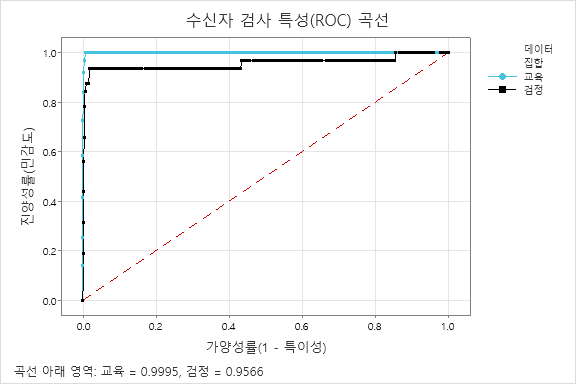 수신자 검사 특성(ROC) 곡선
데이터
집합
교육
검정
진양성률(민감도)
1.0
0.8
0.6
0.4
0.2
0.0
0.0 0.2 0.4 0.6 0.8 1.0
가양성률(1 - 특이성)
곡선 아래 영역: 교육 = 0.9995, 검정 = 0.9566